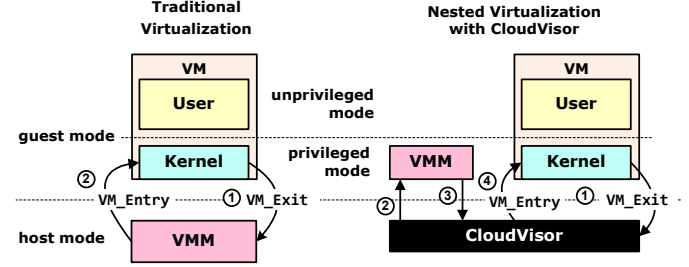 Traditional
Virtualization
Nested Virtualization
with CloudVisor
VM
User
VM
User
unprivileged
mode
guest mode
privileged
mode
Kernel
VMM
Kernel
②
VM_Entry
① VM_Exit
②
③
④
VM_Entry
① VM_Exit
host mode
VMM
CloudVisor